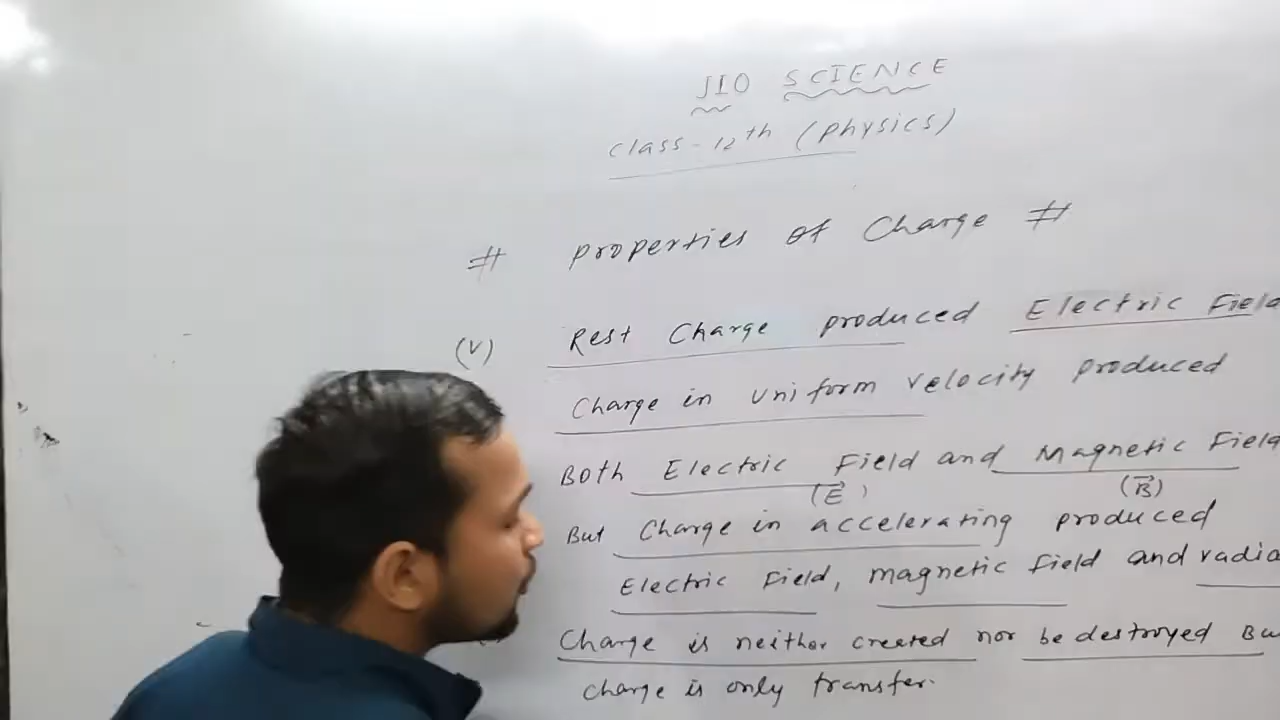 JIO SCIENCE
Class-12th (Physics)
# Properties of Charge #
(V) Rest Charge produced Electric Field
Charge in Uniform velocity produced
Both Electric Field and Magnetic Field
(E⃗) (B⃗)
But Charge in accelerating produced
Electric Field, magnetic Field and radia
Charge is neither created nor be destroyed Bu
Charge is only transfer.